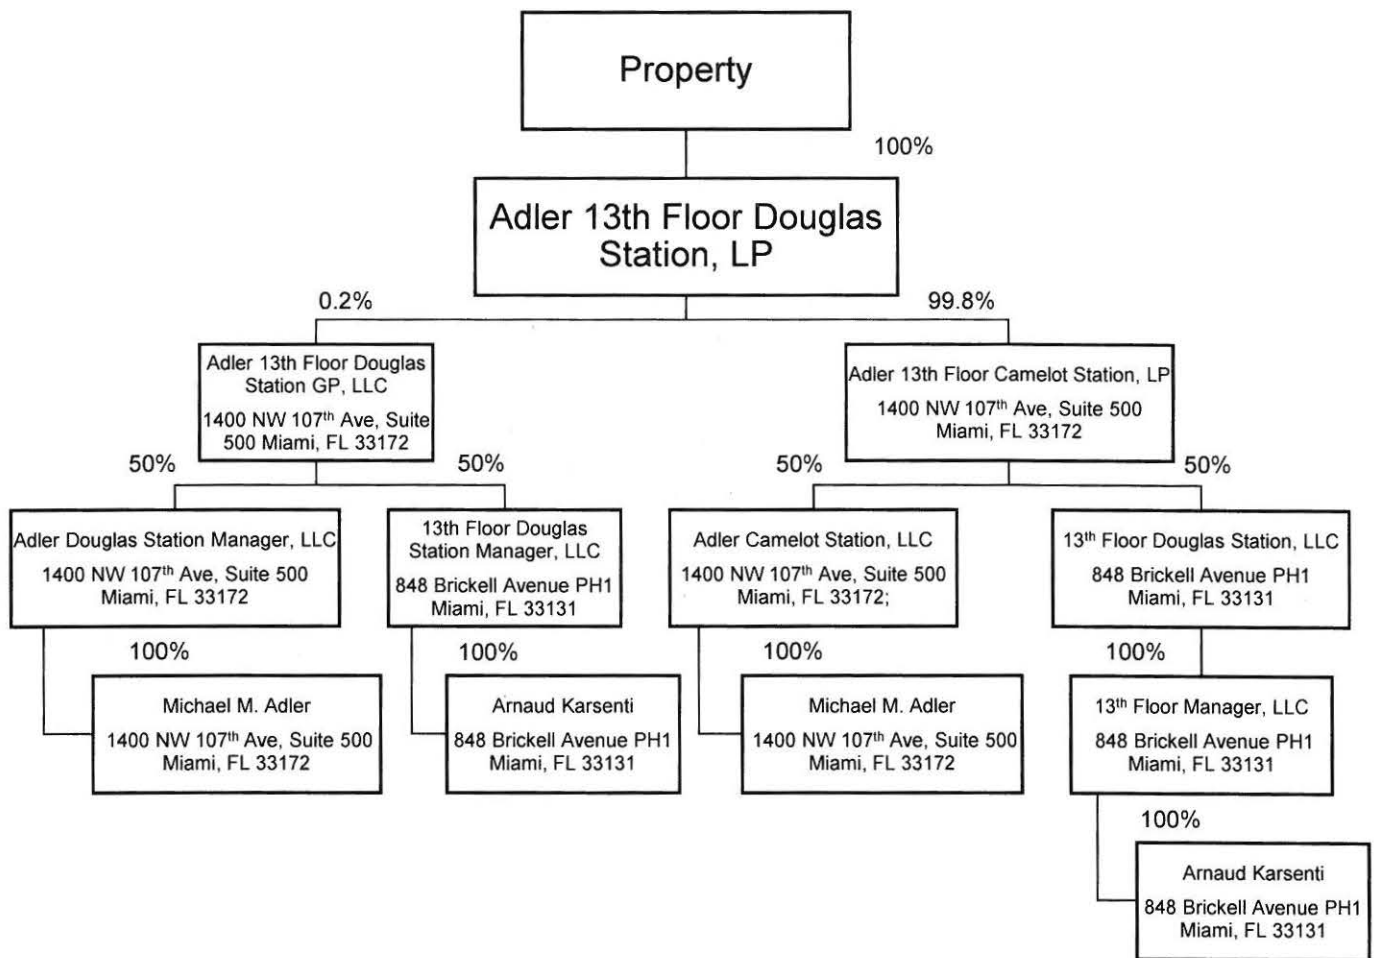 Property
100%
Adler 13th Floor Douglas
Station, LP
0.2%
99.8%
Adler 13th Floor Douglas
Station GP, LLC
1400 NW 107th Ave, Suite
500 Miami, FL 33172
Adler 13th Floor Camelot Station, LP
1400 NW 107th Ave, Suite 500
Miami, FL 33172
50%
50%
50%
50%
Adler Douglas Station Manager, LLC
1400 NW 107th Ave, Suite 500
Miami, FL 33172
13th Floor Douglas
Station Manager, LLC
848 Brickell Avenue PH1
Miami, FL 33131
Adler Camelot Station, LLC
1400 NW 107th Ave, Suite 500
Miami, FL 33172;
13th Floor Douglas Station, LLC
848 Brickell Avenue PH1
Miami, FL 33131
100%
100%
100%
100%
Michael M. Adler
1400 NW 107th Ave, Suite 500
Miami, FL 33172
Arnaud Karsenti
848 Brickell Avenue PH1
Miami, FL 33131
Michael M. Adler
1400 NW 107th Ave, Suite 500
Miami, FL 33172
13th Floor Manager, LLC
848 Brickell Avenue PH1
Miami, FL 33131
100%
Arnaud Karsenti
848 Brickell Avenue PH1
Miami, FL 33131